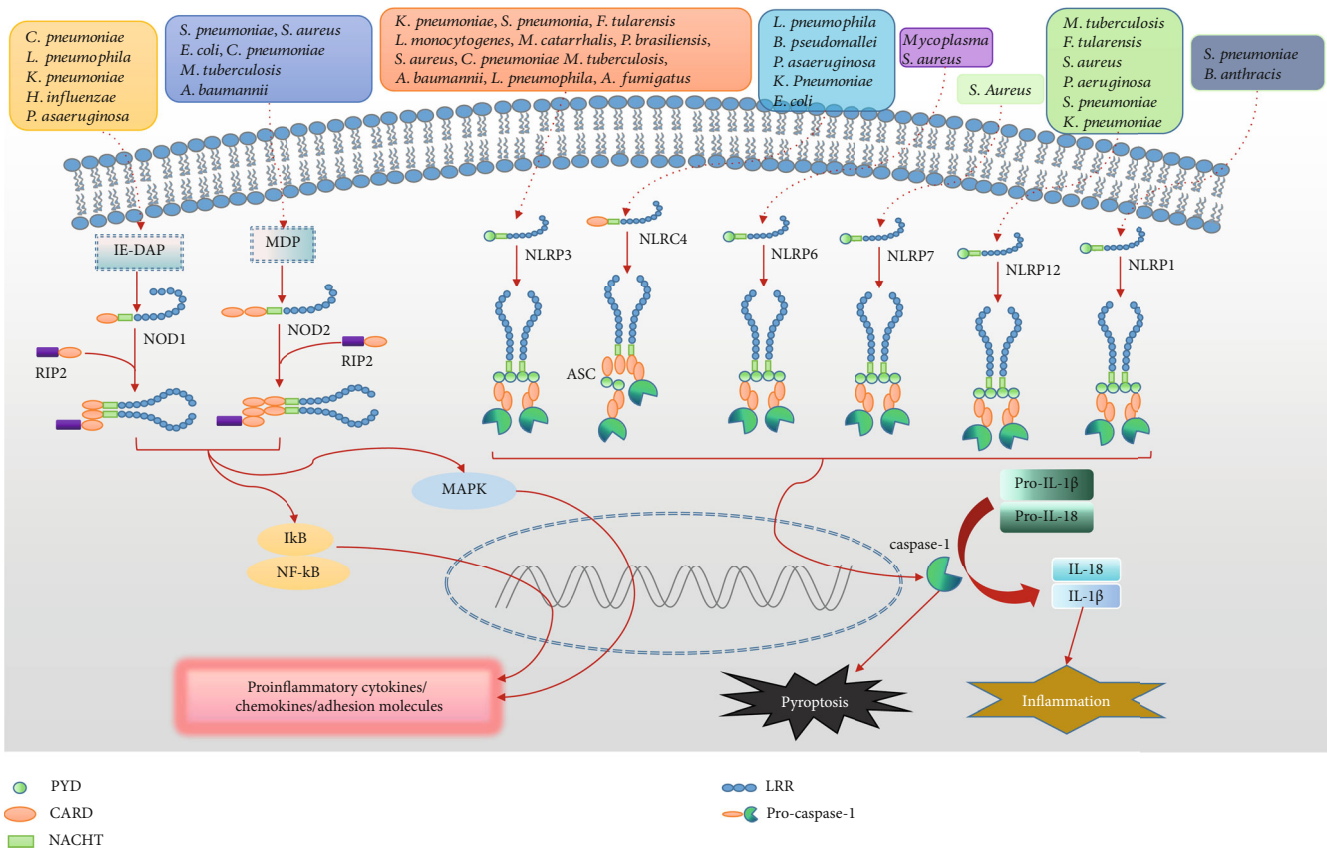 C. pneumoniae
L. pneumophila
K. pneumoniae
H. influenzae
P. asaeruginosa
S. pneumoniae, S. aureus
E. coli, C. pneumoniae
M. tuberculosis
A. baumannii
K. pneumoniae, S. pneumonia, F. tularensis
L. monocytogenes, M. catarrhalis, P. brasiliensis,
S. aureus, C. pneumoniae M. tuberculosis,
A. baumannii, L. pneumophila, A. fumigatus
L. pneumophila
B. pseudomallei
P. asaeruginosa
K. Pneumoniae
E. coli
Mycoplasma
S. aureus
S. Aureus
M. tuberculosis
F. tularensis
S. aureus
P. aeruginosa
S. pneumoniae
K. pneumoniae
S. pneumoniae
B. anthracis
IE-DAP
MDP
NLRP3
NLRC4
NLRP6
NLRP7
NLRP12
NLRP1
NOD1
NOD2
RIP2
RIP2
ASC
MAPK
IkB
NF-kB
Pro-IL-1β
Pro-IL-18
caspase-1
IL-18
IL-1β
Proinflammatory cytokines/
chemokines/adhesion molecules
Pyroptosis
Inflammation
PYD
CARD
NACHT
LRR
Pro-caspase-1